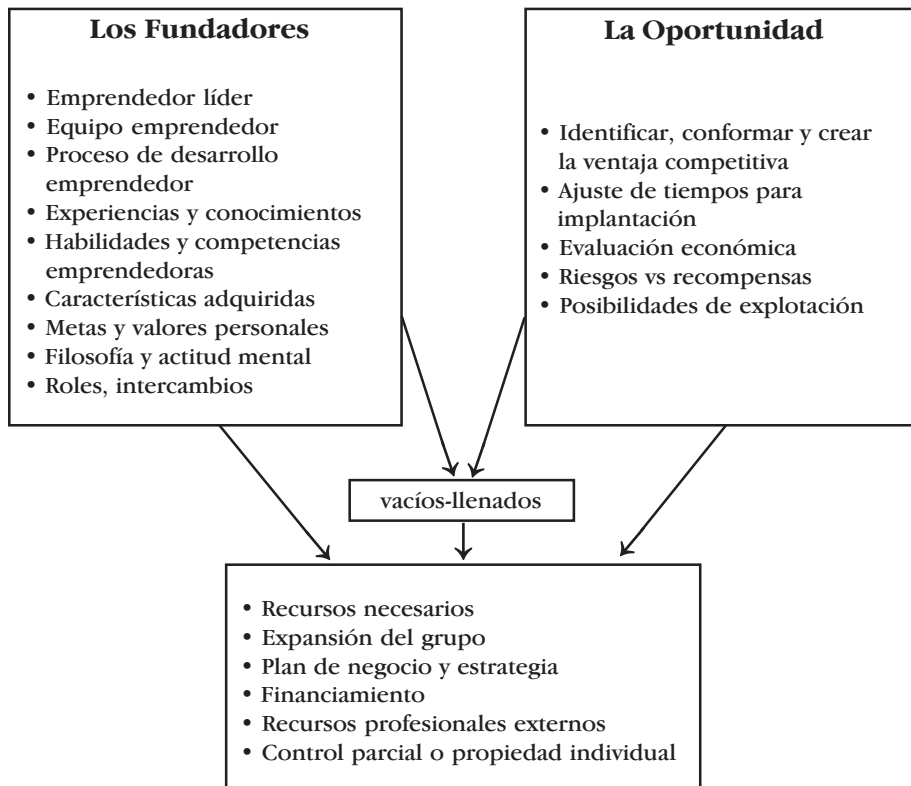 Los Fundadores
• Emprendedor líder
• Equipo emprendedor
• Proceso de desarrollo
emprendedor
• Experiencias y conocimientos
• Habilidades y competencias
emprendedoras
• Características adquiridas
• Metas y valores personales
• Filosofía y actitud mental
• Roles, intercambios
La Oportunidad
• Identificar, conformar y crear
la ventaja competitiva
• Ajuste de tiempos para
implantación
• Evaluación económica
• Riesgos vs recompensas
• Posibilidades de explotación
vacíos-llenados
• Recursos necesarios
• Expansión del grupo
• Plan de negocio y estrategia
• Financiamiento
• Recursos profesionales externos
• Control parcial o propiedad individual